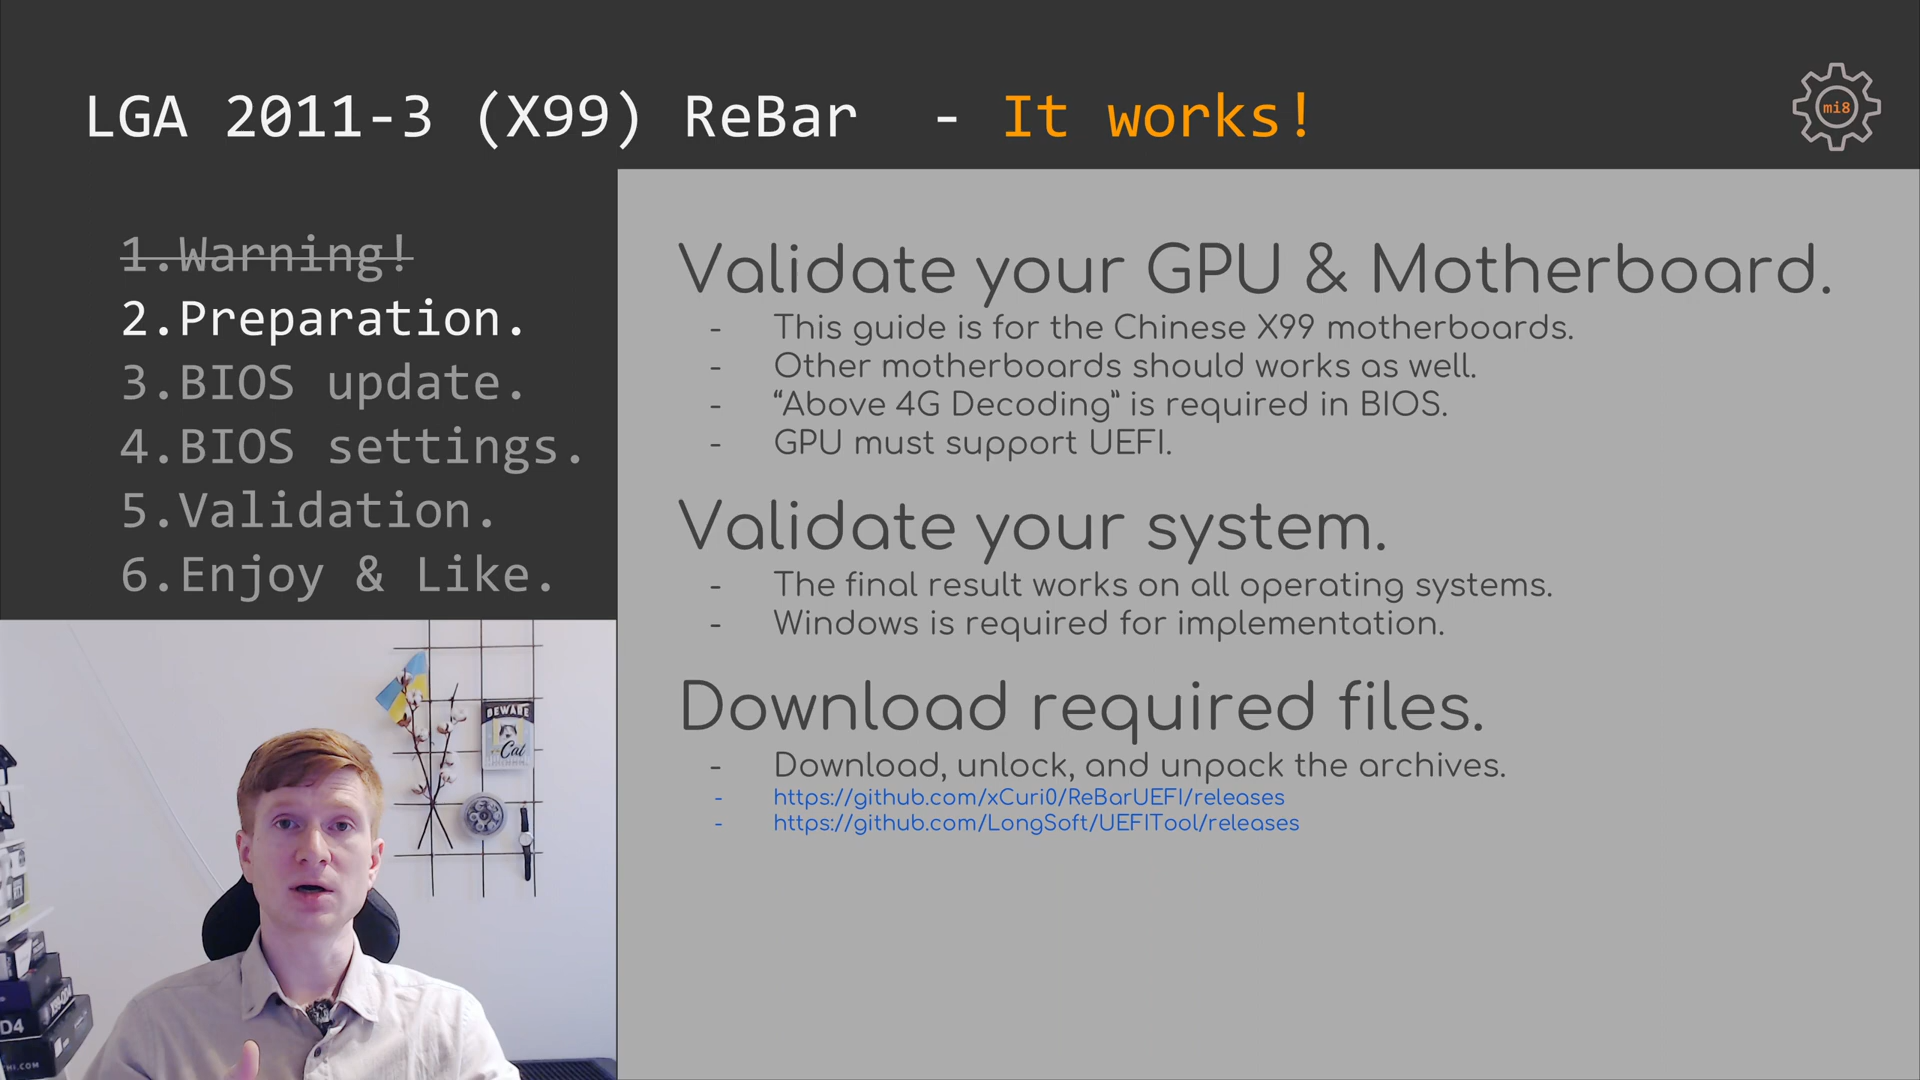 LGA 2011-3 (X99) ReBar - It works!
mi8
1.Warning!
2.Preparation.
3.BIOS update.
4.BIOS settings.
5.Validation.
6.Enjoy & Like.
Validate your GPU & Motherboard.
- This guide is for the Chinese X99 motherboards.
- Other motherboards should works as well.
- “Above 4G Decoding” is required in BIOS.
- GPU must support UEFI.
Validate your system.
- The final result works on all operating systems.
- Windows is required for implementation.
Download required files.
- Download, unlock, and unpack the archives.
- https://github.com/xCuri0/ReBarUEFI/releases
- https://github.com/LongSoft/UEFITool/releases
BEWARE
Cat
D4